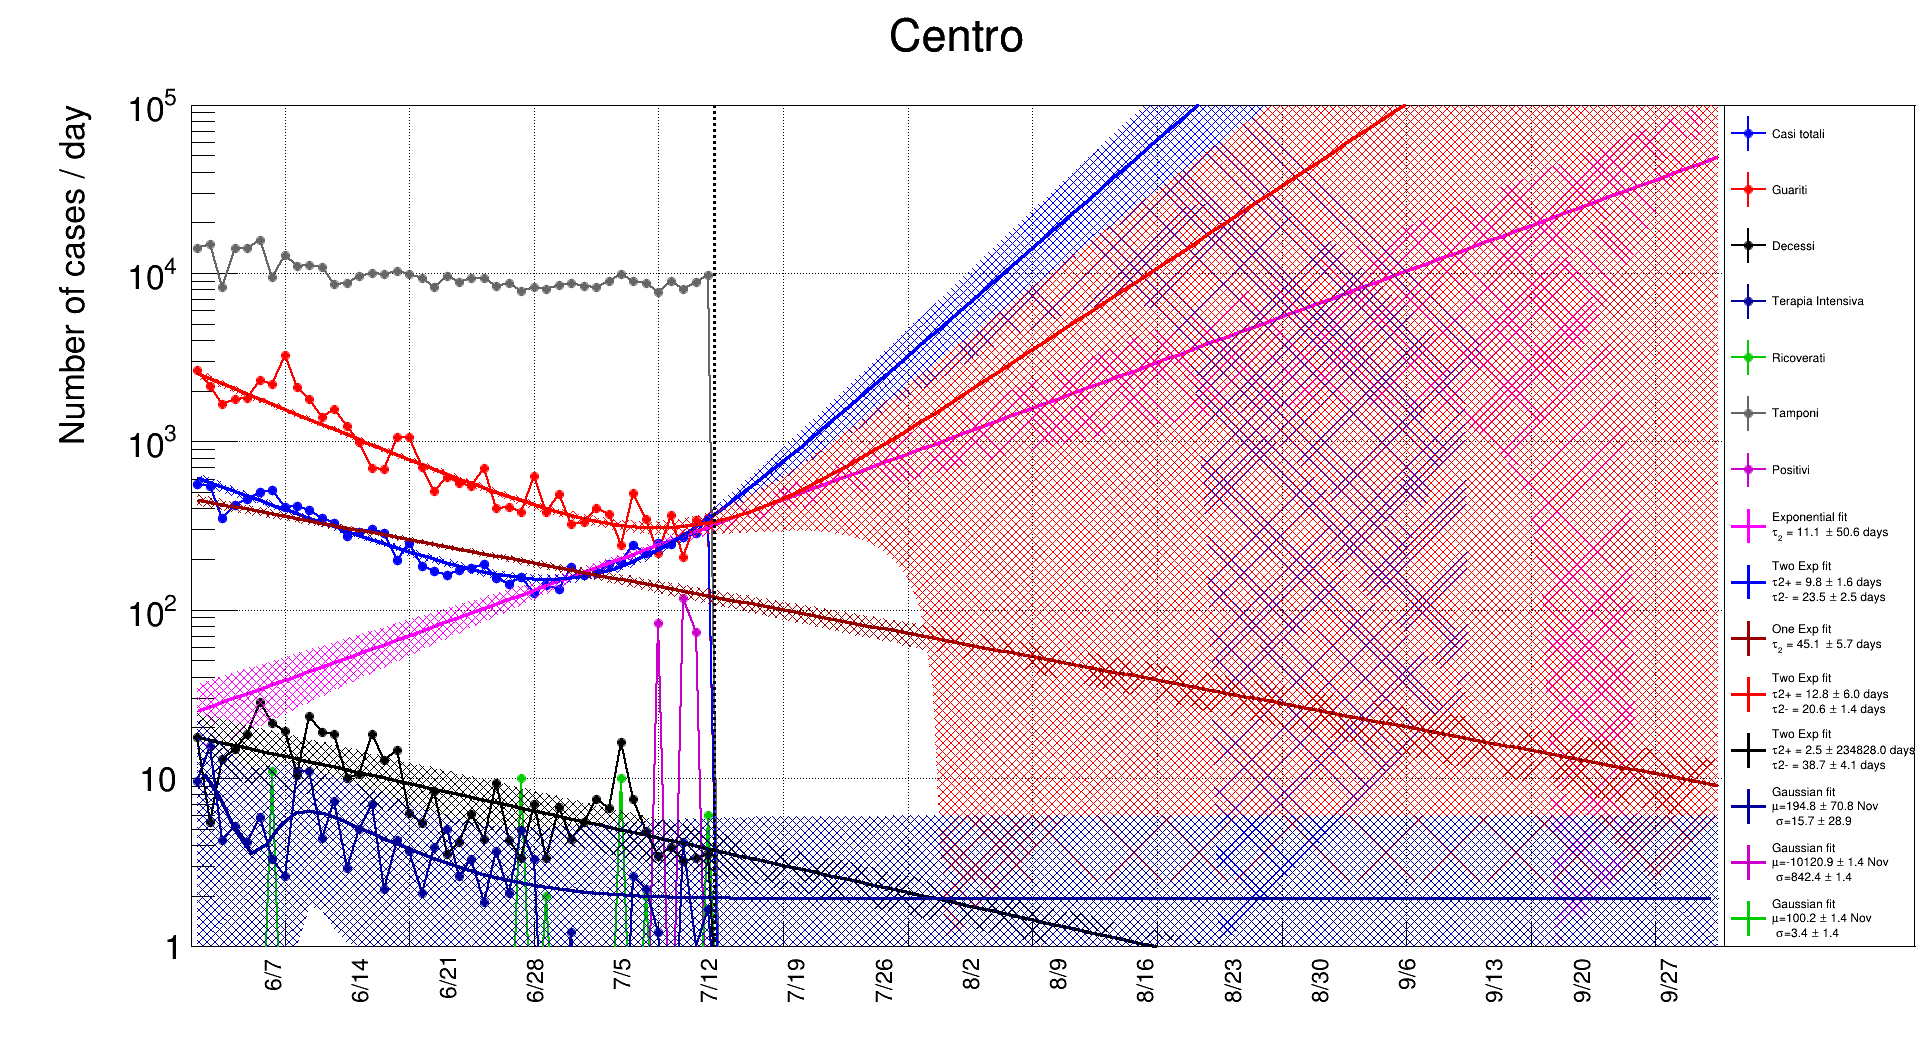 Centro
Number of cases / day
10^5
10^4
10^3
10^2
10
1
6/7
6/14
6/21
6/28
7/5
7/12
7/19
7/26
8/2
8/9
8/16
8/23
8/30
9/6
9/13
9/20
9/27
Casi totali
Guariti
Decessi
Terapia Intensiva
Ricoverati
Tamponi
Positivi
Exponential fit
τ_2 = 11.1 ± 50.6 days
Two Exp fit
τ2+ = 9.8 ± 1.6 days
τ2- = 23.5 ± 2.5 days
One Exp fit
τ_2 = 45.1 ± 5.7 days
Two Exp fit
τ2+ = 12.8 ± 6.0 days
τ2- = 20.6 ± 1.4 days
Two Exp fit
τ2+ = 2.5 ± 234828.0 days
τ2- = 38.7 ± 4.1 days
Gaussian fit
μ=194.8 ± 70.8 Nov
σ=15.7 ± 28.9
Gaussian fit
μ=-10120.9 ± 1.4 Nov
σ=842.4 ± 1.4
Gaussian fit
μ=100.2 ± 1.4 Nov
σ=3.4 ± 1.4